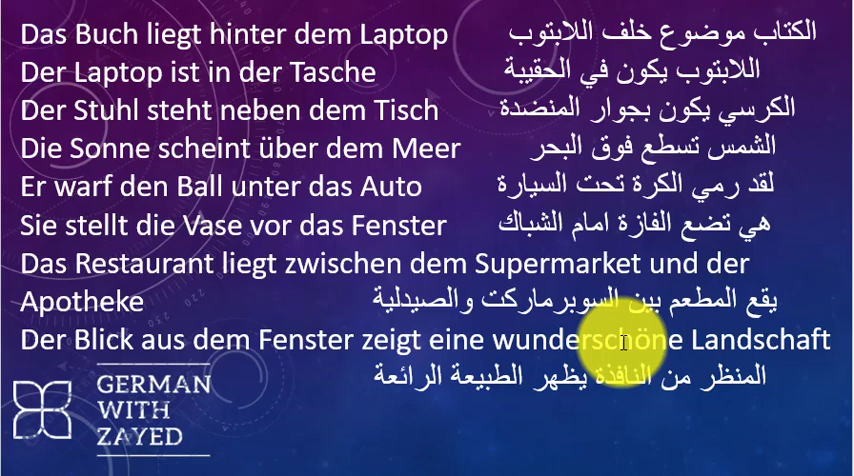 Das Buch liegt hinter dem Laptop الكتاب موضوع خلف اللابتوب
Der Laptop ist in der Tasche اللابتوب يكون في الحقيبة
Der Stuhl steht neben dem Tisch الكرسي يكون بجوار المنضدة
Die Sonne scheint über dem Meer الشمس تسطع فوق البحر
Er warf den Ball unter das Auto لقد رمي الكرة تحت السيارة
Sie stellt die Vase vor das Fenster هي تضع الفازة امام الشباك
Das Restaurant liegt zwischen dem Supermarket und der
Apotheke يقع المطعم بين السوبرماركت والصيدلية
Der Blick aus dem Fenster zeigt eine wunderschöne Landschaft
المنظر من النافذة يظهر الطبيعة الرائعة
GERMAN
WITH
ZAYED